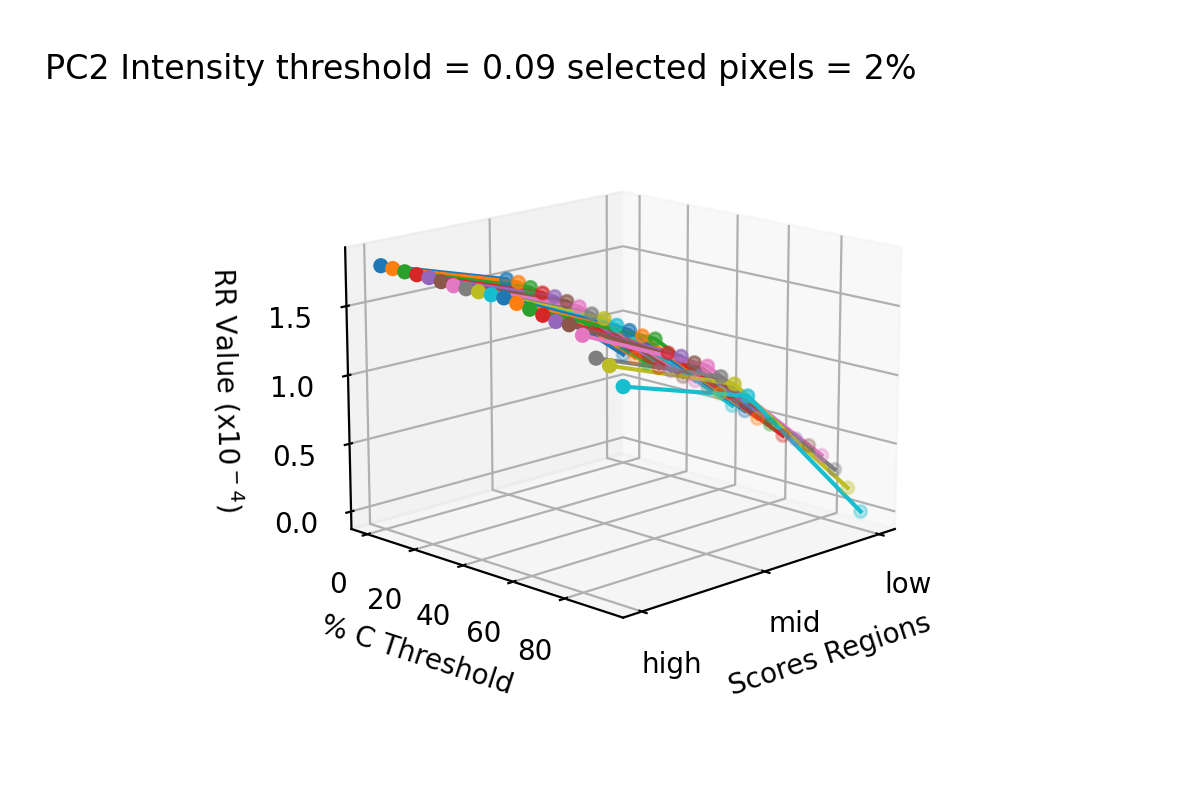 PC2 Intensity threshold = 0.09 selected pixels = 2%
RR Value (x10⁻⁴)
1.5
1.0
0.5
0.0
0
20
40
60
80
% C Threshold
high
mid
low
Scores Regions